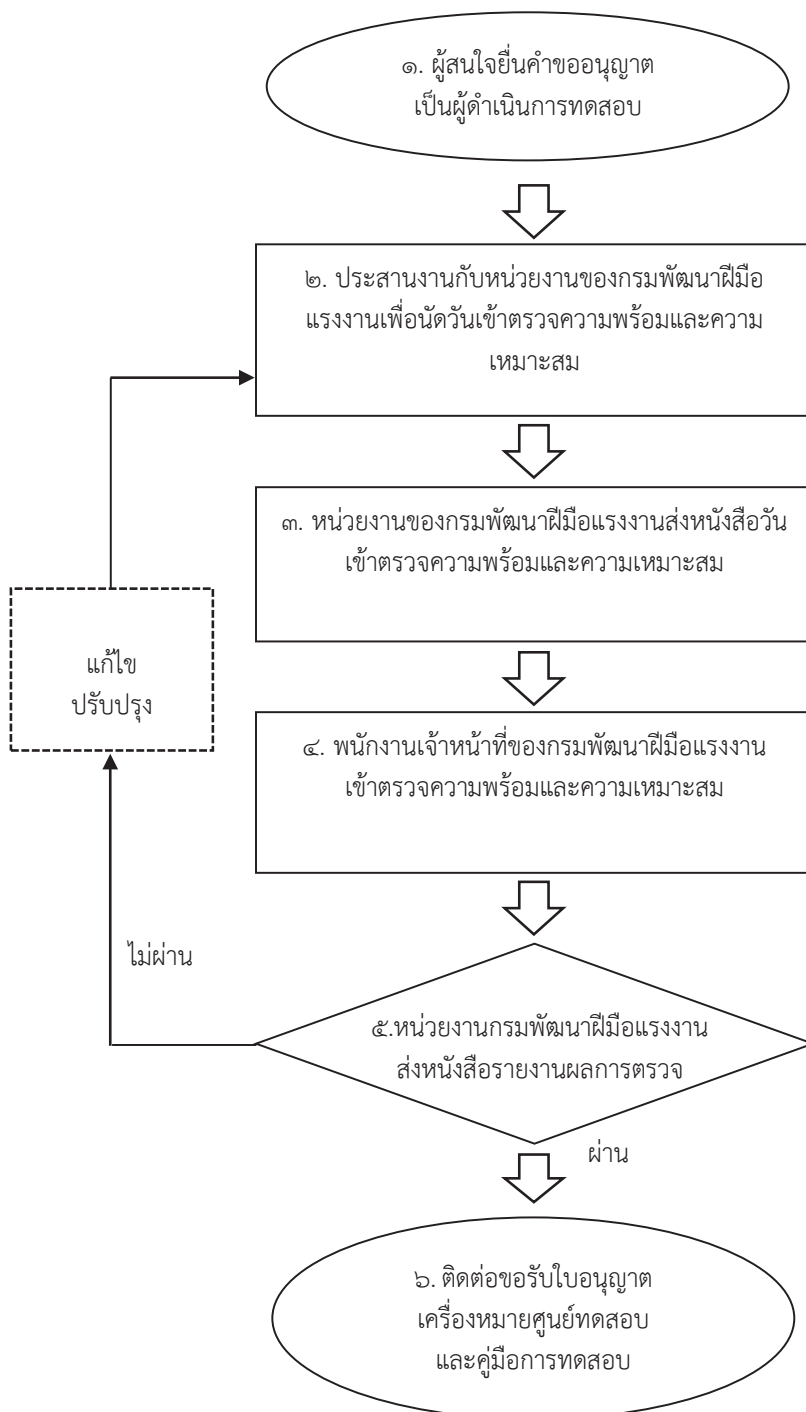 ๑. ผู้สนใจยื่นคำขออนุญาต
เป็นผู้ดำเนินการทดสอบ
๒. ประสานงานกับหน่วยงานของกรมพัฒนาฝีมือ
แรงงานเพื่อนัดวันเข้าตรวจความพร้อมและความ
เหมาะสม
๓. หน่วยงานของกรมพัฒนาฝีมือแรงงานส่งหนังสือวัน
เข้าตรวจความพร้อมและความเหมาะสม
แก้ไข
ปรับปรุง
๔. พนักงานเจ้าหน้าที่ของกรมพัฒนาฝีมือแรงงาน
เข้าตรวจความพร้อมและความเหมาะสม
ไม่ผ่าน
๕.หน่วยงานกรมพัฒนาฝีมือแรงงาน
ส่งหนังสือรายงานผลการตรวจ
ผ่าน
๖. ติดต่อขอรับใบอนุญาต
เครื่องหมายศูนย์ทดสอบ
และคู่มือการทดสอบ